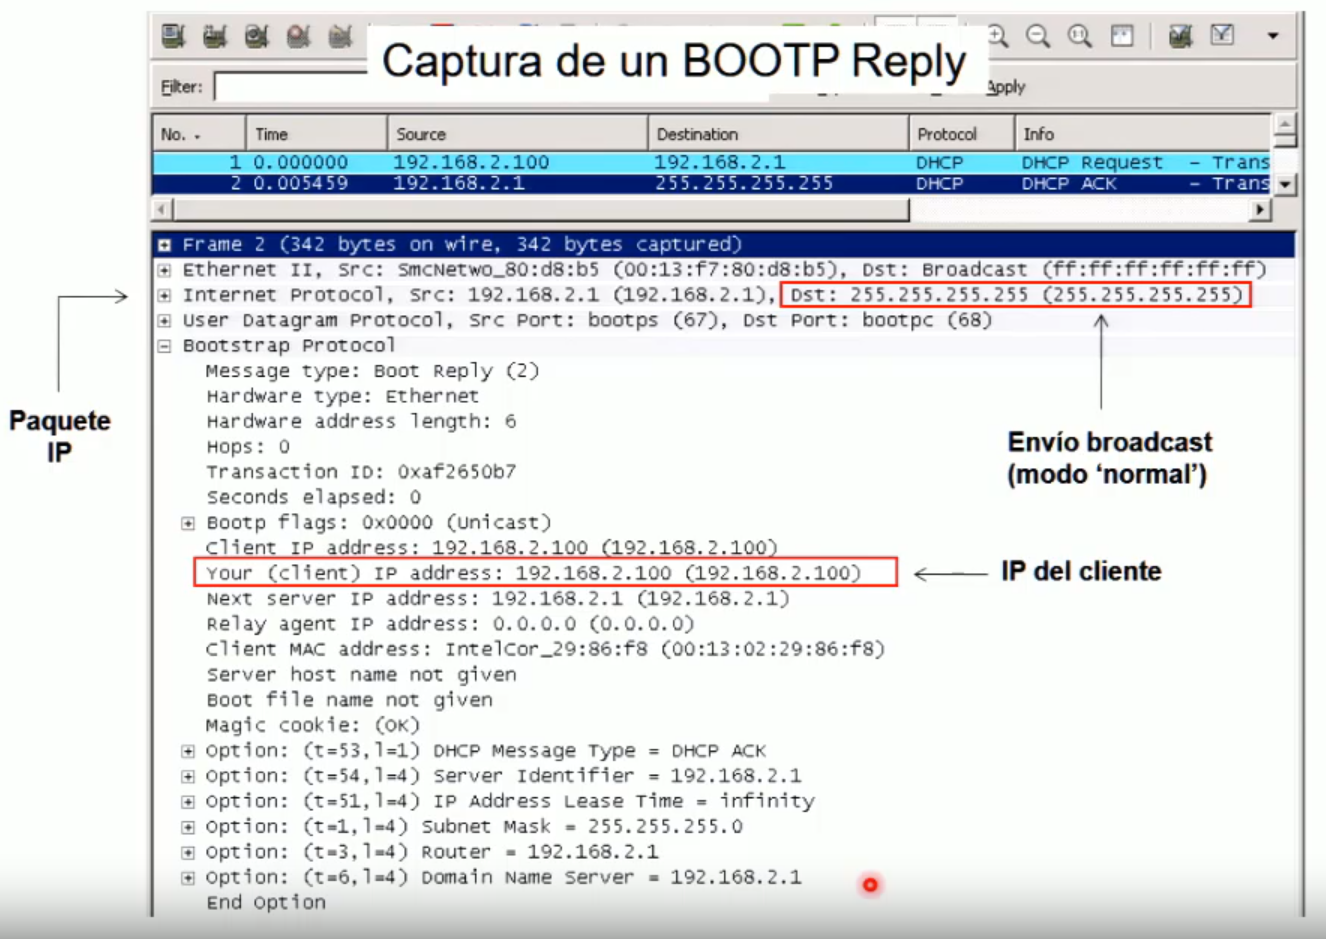 Captura de un BOOTP Reply
Filter:
Apply
No. Time Source Destination Protocol Info
1 0.000000 192.168.2.100 192.168.2.1 DHCP DHCP Request - Trans
2 0.005459 192.168.2.1 255.255.255.255 DHCP DHCP ACK - Trans
Frame 2 (342 bytes on wire, 342 bytes captured)
Ethernet II, Src: SmcNetwo_80:d8:b5 (00:13:f7:80:d8:b5), Dst: Broadcast (ff:ff:ff:ff:ff:ff)
Internet Protocol, Src: 192.168.2.1 (192.168.2.1), Dst: 255.255.255.255 (255.255.255.255)
User Datagram Protocol, Src Port: bootps (67), Dst Port: bootpc (68)
Bootstrap Protocol
Message type: Boot Reply (2)
Hardware type: Ethernet
Hardware address length: 6
Hops: 0
Transaction ID: 0xaf2650b7
Seconds elapsed: 0
Bootp flags: 0x0000 (Unicast)
Client IP address: 192.168.2.100 (192.168.2.100)
Your (client) IP address: 192.168.2.100 (192.168.2.100)
Next server IP address: 192.168.2.1 (192.168.2.1)
Relay agent IP address: 0.0.0.0 (0.0.0.0)
Client MAC address: IntelCor_29:86:f8 (00:13:02:29:86:f8)
Server host name not given
Boot file name not given
Magic cookie: (OK)
Option: (t=53,l=1) DHCP Message Type = DHCP ACK
Option: (t=54,l=4) Server Identifier = 192.168.2.1
Option: (t=51,l=4) IP Address Lease Time = infinity
Option: (t=1,l=4) Subnet Mask = 255.255.255.0
Option: (t=3,l=4) Router = 192.168.2.1
Option: (t=6,l=4) Domain Name Server = 192.168.2.1
End Option
Paquete
IP
Envío broadcast
(modo ‘normal’)
IP del cliente